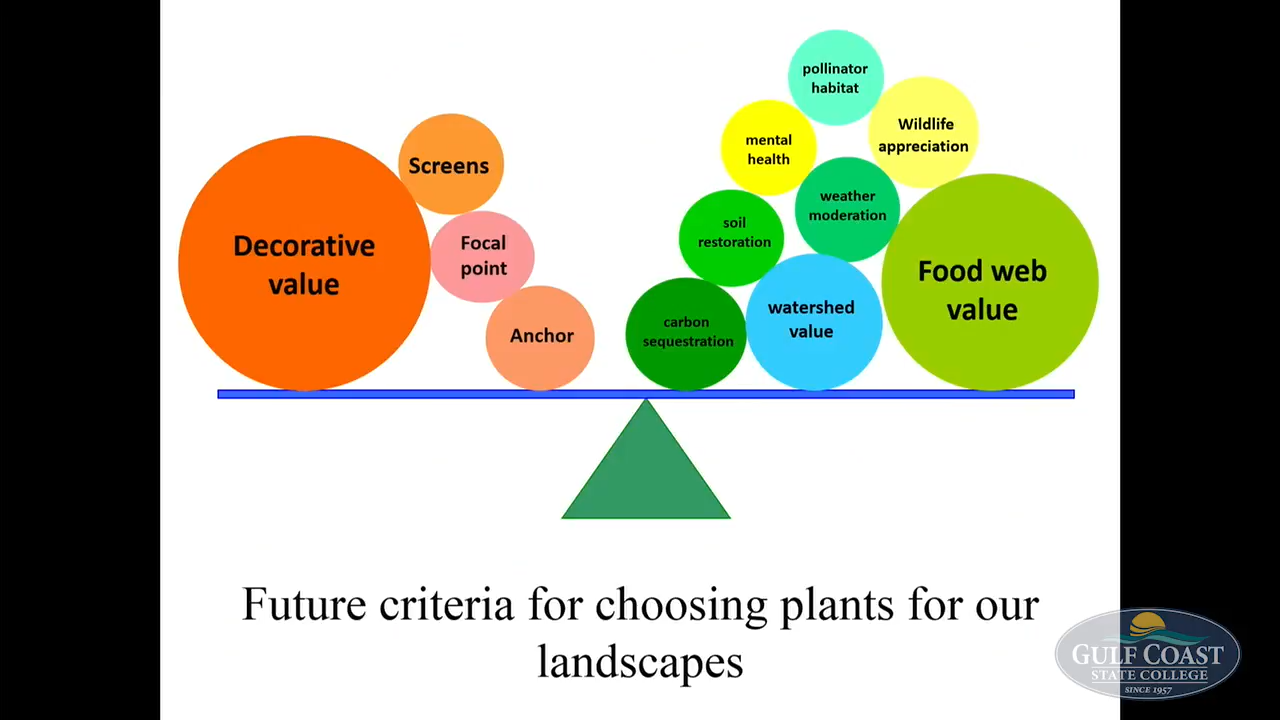 Decorative
value
Screens
Focal
point
Anchor
pollinator
habitat
mental
health
Wildlife
appreciation
soil
restoration
weather
moderation
carbon
sequestration
watershed
value
Food web
value
Future criteria for choosing plants for our
landscapes
GULF COAST
STATE COLLEGE
SINCE 1957